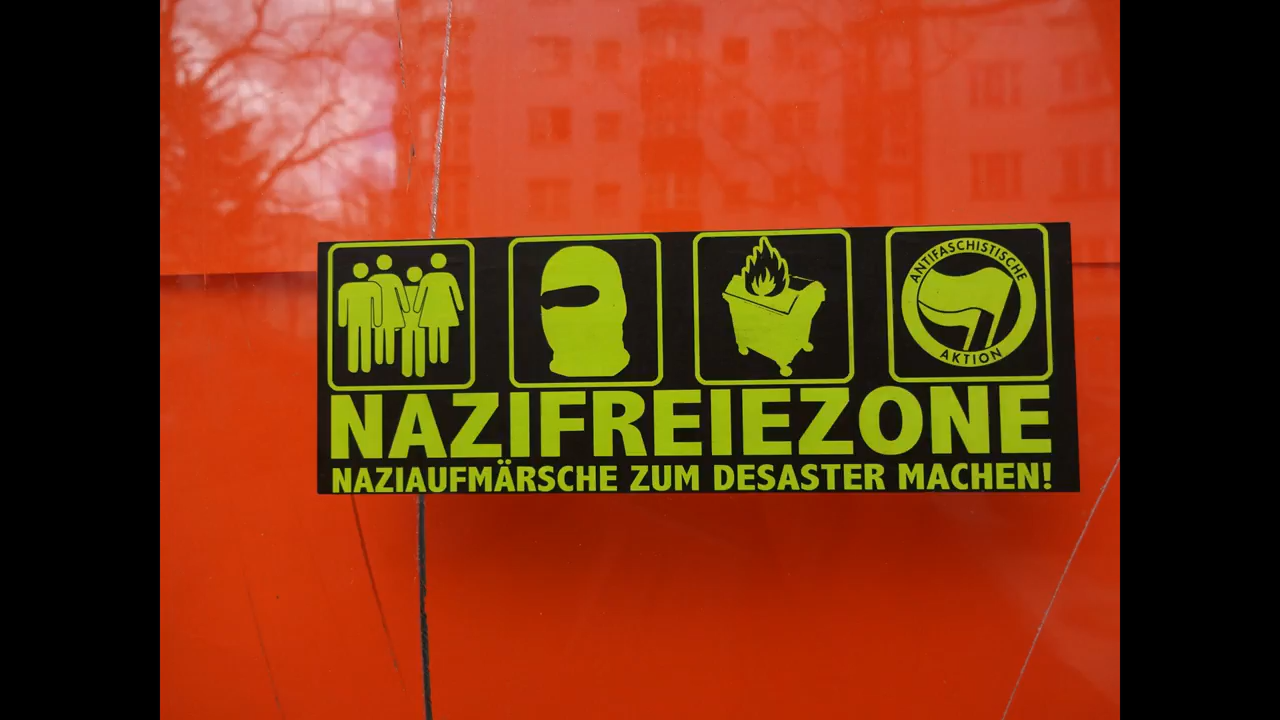 ANTIFASCHISTISCHE
AKTION
NAZIFREIEZONE
NAZIAUFMÄRSCHE ZUM DESASTER MACHEN!